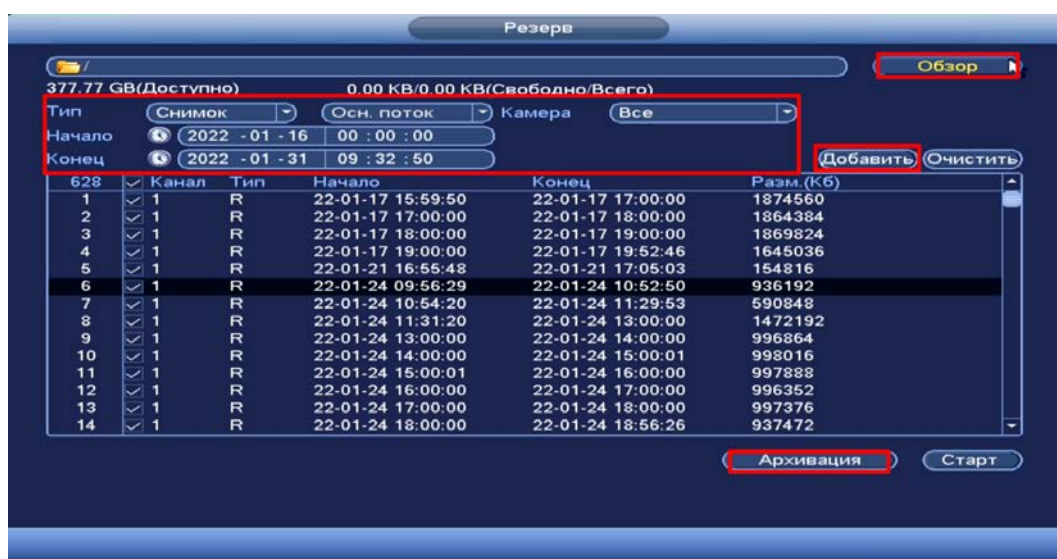 Резерв
/ Обзор
377.77 GB(Доступно) 0.00 KB/0.00 KB(Свободно/Всего)
Тип Снимок Осн. поток Камера Все
Начало 2022 - 01 - 16 00 : 00 : 00
Конец 2022 - 01 - 31 09 : 32 : 50 Добавить Очистить
628 Канал Тип Начало Конец Разм.(Кб)
1 1 R 22-01-17 15:59:50 22-01-17 17:00:00 1874560
2 1 R 22-01-17 17:00:00 22-01-17 18:00:00 1864384
3 1 R 22-01-17 18:00:00 22-01-17 19:00:00 1869824
4 1 R 22-01-17 19:00:00 22-01-17 19:52:46 1645036
5 1 R 22-01-21 16:55:48 22-01-21 17:05:03 154816
6 1 R 22-01-24 09:56:29 22-01-24 10:52:50 936192
7 1 R 22-01-24 10:54:20 22-01-24 11:29:53 590848
8 1 R 22-01-24 11:31:20 22-01-24 13:00:00 1472192
9 1 R 22-01-24 13:00:00 22-01-24 14:00:00 996864
10 1 R 22-01-24 14:00:00 22-01-24 15:00:01 998016
11 1 R 22-01-24 15:00:01 22-01-24 16:00:00 997888
12 1 R 22-01-24 16:00:00 22-01-24 17:00:00 996352
13 1 R 22-01-24 17:00:00 22-01-24 18:00:00 997376
14 1 R 22-01-24 18:00:00 22-01-24 18:56:26 937472
Архивация Старт